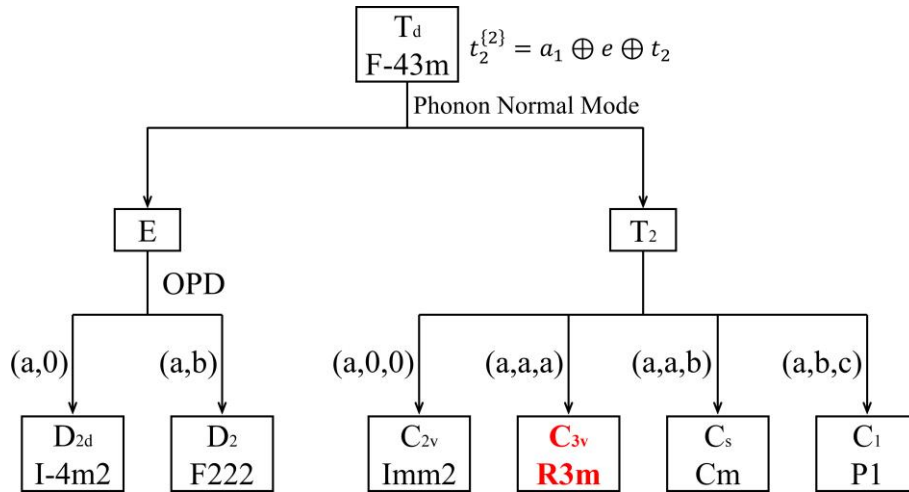 T_d
F-43m
t_2^{2} = a_1 ⊕ e ⊕ t_2
Phonon Normal Mode
E
T_2
OPD
(a,0)
(a,b)
(a,0,0)
(a,a,a)
(a,a,b)
(a,b,c)
D_2d
I-4m2
D_2
F222
C_2v
Imm2
C_3v
R3m
C_s
Cm
C_1
P1